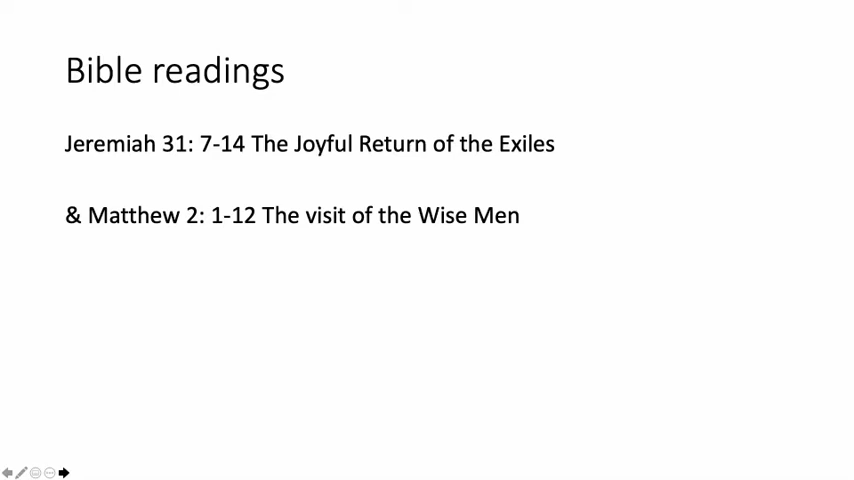 Bible readings
Jeremiah 31: 7-14 The Joyful Return of the Exiles
& Matthew 2: 1-12 The visit of the Wise Men